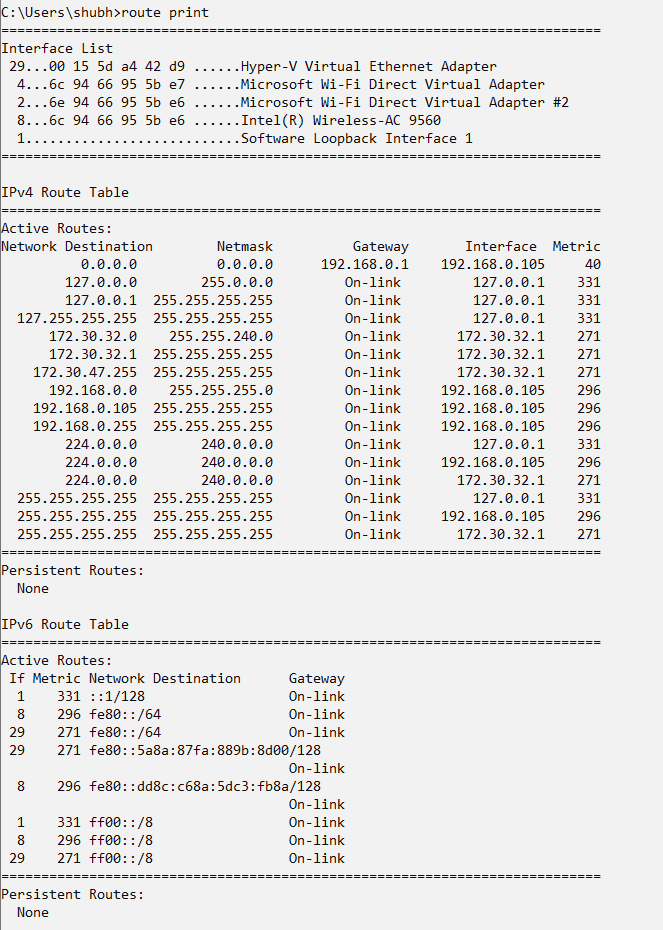 C:\Users\shubh>route print
===========================================================================
Interface List
 29...00 15 5d a4 42 d9 ......Hyper-V Virtual Ethernet Adapter
  4...6c 94 66 95 5b e7 ......Microsoft Wi-Fi Direct Virtual Adapter
  2...6e 94 66 95 5b e6 ......Microsoft Wi-Fi Direct Virtual Adapter #2
  8...6c 94 66 95 5b e6 ......Intel(R) Wireless-AC 9560
  1...........................Software Loopback Interface 1
===========================================================================
IPv4 Route Table
===========================================================================
Active Routes:
Network Destination        Netmask          Gateway       Interface  Metric
          0.0.0.0          0.0.0.0      192.168.0.1    192.168.0.105     40
        127.0.0.0        255.0.0.0         On-link         127.0.0.1    331
        127.0.0.1  255.255.255.255         On-link         127.0.0.1    331
  127.255.255.255  255.255.255.255         On-link         127.0.0.1    331
      172.30.32.0    255.255.240.0         On-link       172.30.32.1    271
      172.30.32.1  255.255.255.255         On-link       172.30.32.1    271
    172.30.47.255  255.255.255.255         On-link       172.30.32.1    271
      192.168.0.0    255.255.255.0         On-link     192.168.0.105    296
    192.168.0.105  255.255.255.255         On-link     192.168.0.105    296
    192.168.0.255  255.255.255.255         On-link     192.168.0.105    296
        224.0.0.0        240.0.0.0         On-link         127.0.0.1    331
        224.0.0.0        240.0.0.0         On-link     192.168.0.105    296
        224.0.0.0        240.0.0.0         On-link       172.30.32.1    271
  255.255.255.255  255.255.255.255         On-link         127.0.0.1    331
  255.255.255.255  255.255.255.255         On-link     192.168.0.105    296
  255.255.255.255  255.255.255.255         On-link       172.30.32.1    271
===========================================================================
Persistent Routes:
  None
IPv6 Route Table
===========================================================================
Active Routes:
 If Metric Network Destination      Gateway
  1    331 ::1/128                  On-link
  8    296 fe80::/64                On-link
 29    271 fe80::/64                On-link
 29    271 fe80::5a8a:87fa:889b:8d00/128
                                    On-link
  8    296 fe80::dd8c:c68a:5dc3:fb8a/128
                                    On-link
  1    331 ff00::/8                 On-link
  8    296 ff00::/8                 On-link
 29    271 ff00::/8                 On-link
===========================================================================
Persistent Routes:
  None